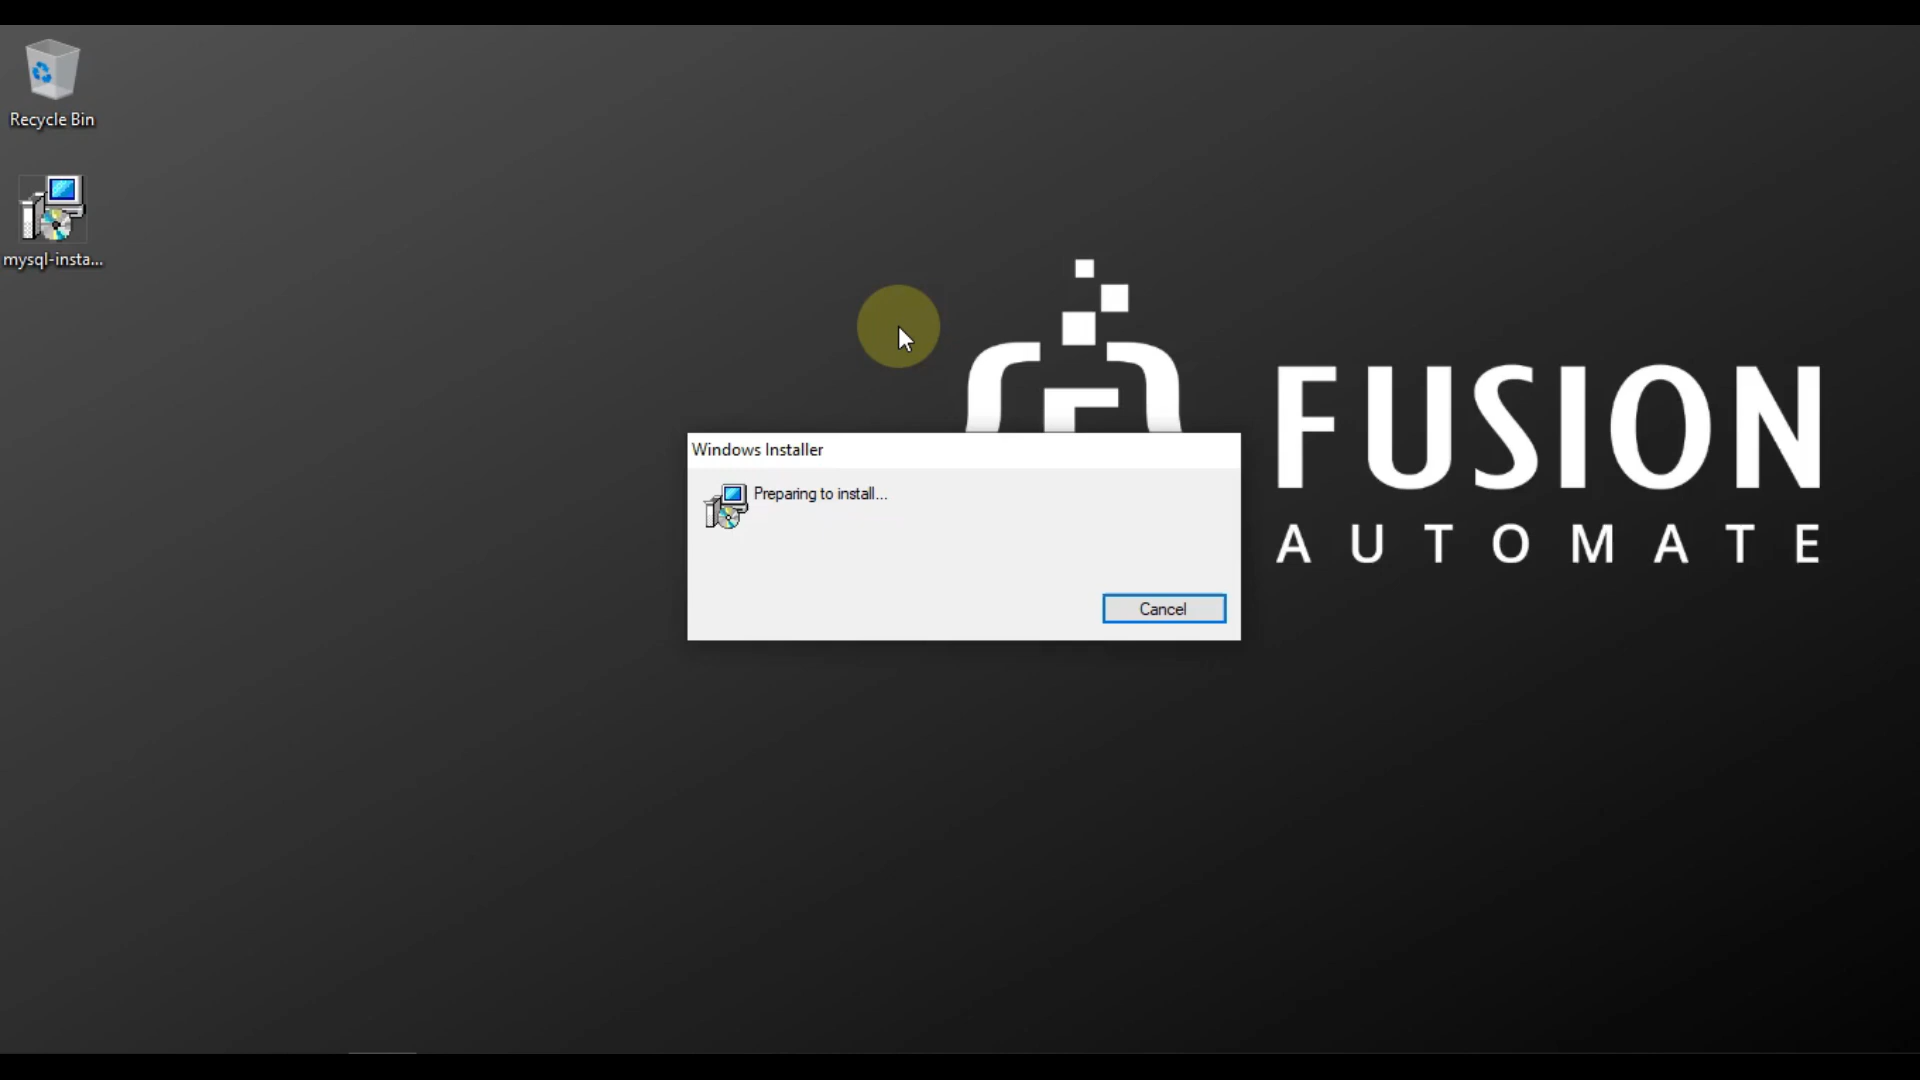 Recycle Bin
mysql-insta...
FUSION
AUTOMATE
Windows Installer
Preparing to install...
Cancel